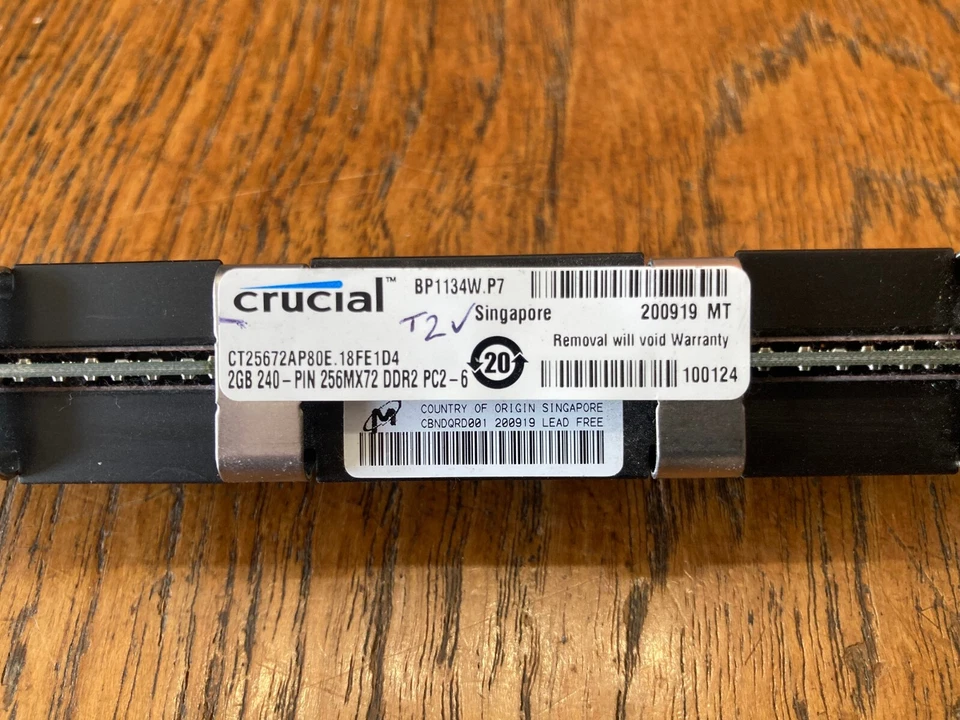 crucial™ BP1134W.P7
T2✓ Singapore 200919 MT
Removal will void Warranty
CT25672AP80E.18FE1D4
20
2GB 240-PIN 256MX72 DDR2 PC2-6
100124
M COUNTRY OF ORIGIN SINGAPORE
CBNDQRD001 200919 LEAD FREE